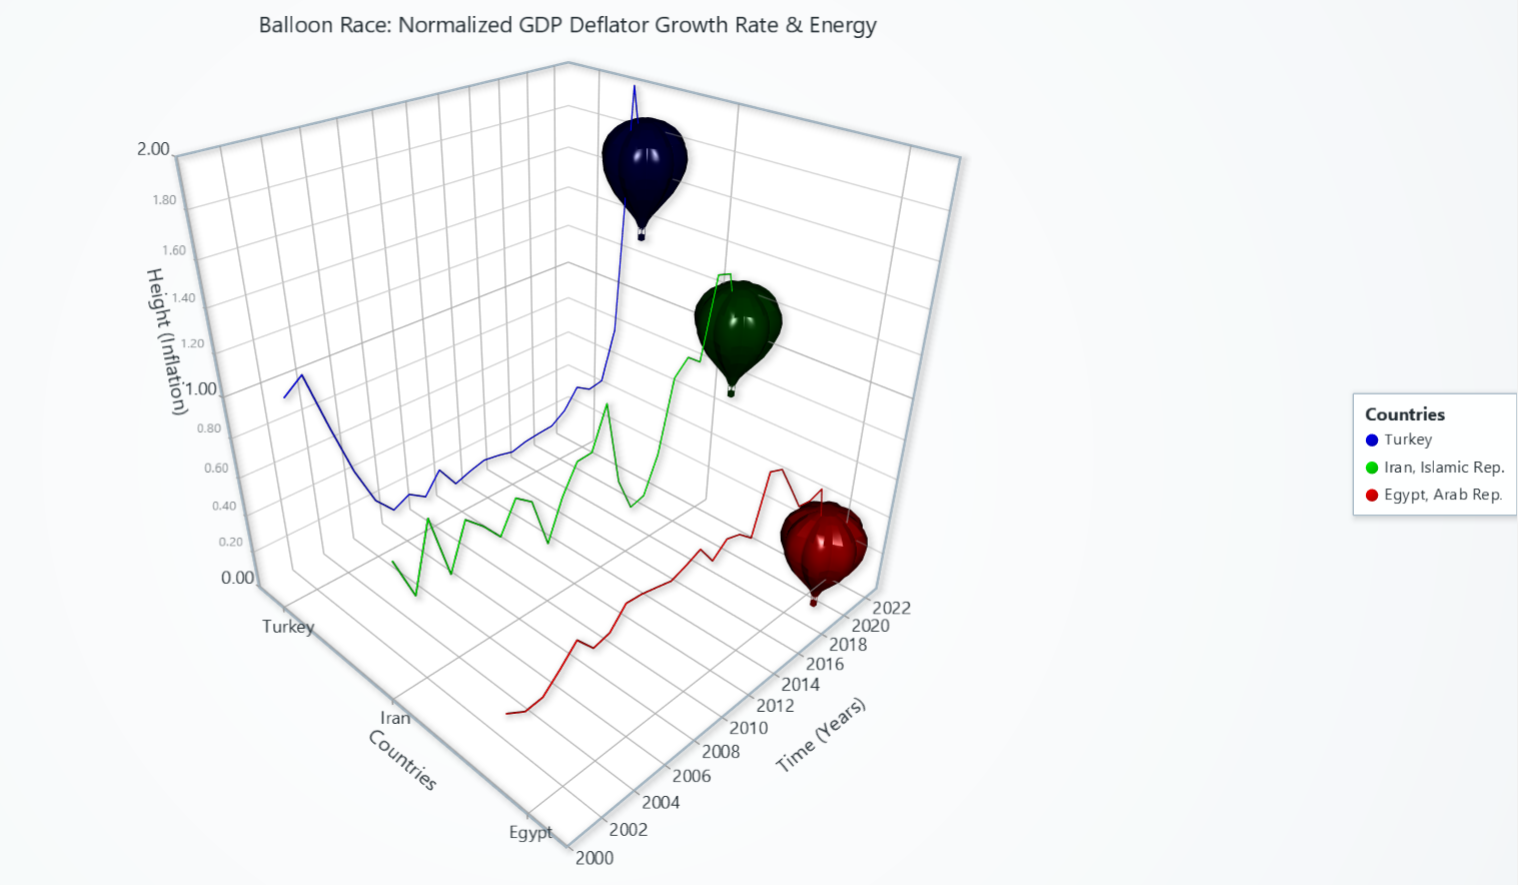 Balloon Race: Normalized GDP Deflator Growth Rate & Energy
2.00
1.80
1.60
1.40
1.20
1.00
0.80
0.60
0.40
0.20
0.00
Height (Inflation)
Turkey
Iran
Egypt
Countries
2000
2002
2004
2006
2008
2010
2012
2014
2016
2018
2020
2022
Time (Years)
Countries
Turkey
Iran, Islamic Rep.
Egypt, Arab Rep.